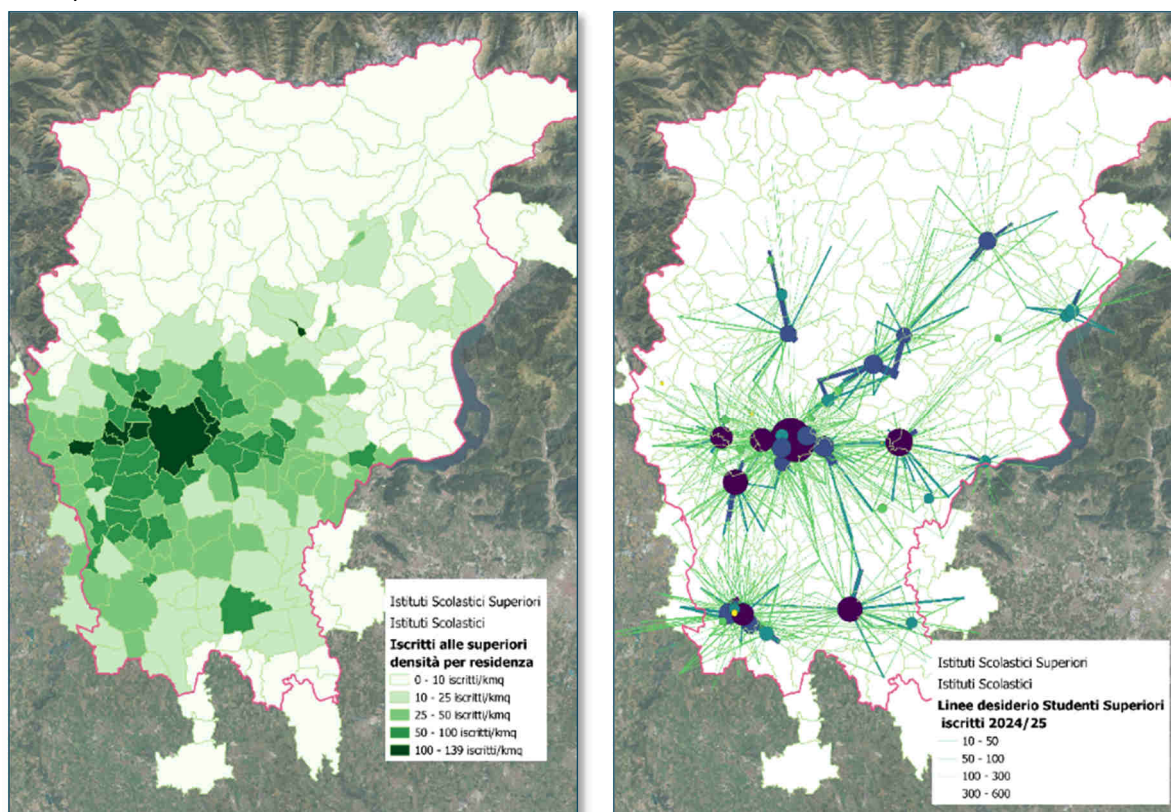 Istituti Scolastici Superiori
Istituti Scolastici
Iscritti alle superiori
densità per residenza
0 - 10 iscritti/kmq
10 - 25 iscritti/kmq
25 - 50 iscritti/kmq
50 - 100 iscritti/kmq
100 - 139 iscritti/kmq
Istituti Scolastici Superiori
Istituti Scolastici
Linee desiderio Studenti Superiori
iscritti 2024/25
10 - 50
50 - 100
100 - 300
300 - 600